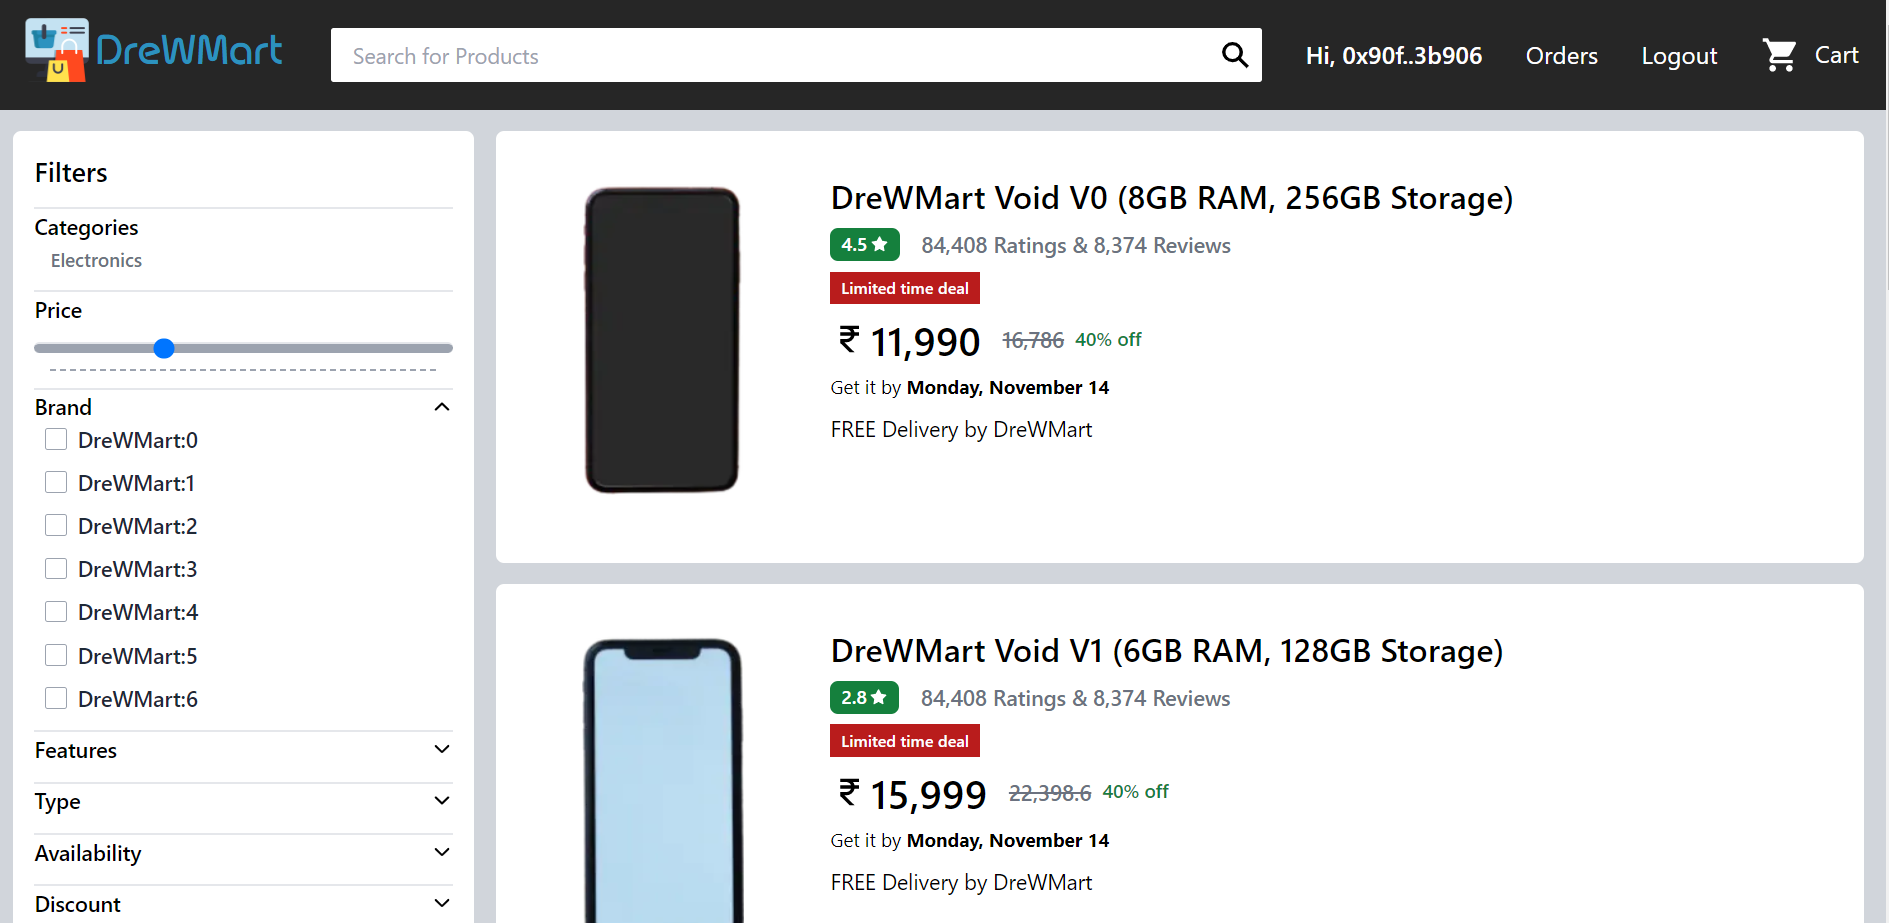 DreWMart
Search for Products
Hi, 0x90f..3b906
Orders
Logout
Cart
Filters
Categories
Electronics
Price
Brand
DreWMart:0
DreWMart:1
DreWMart:2
DreWMart:3
DreWMart:4
DreWMart:5
DreWMart:6
Features
Type
Availability
Discount
DreWMart Void V0 (8GB RAM, 256GB Storage)
4.5★ 84,408 Ratings & 8,374 Reviews
Limited time deal
₹ 11,990 16,786 40% off
Get it by Monday, November 14
FREE Delivery by DreWMart
DreWMart Void V1 (6GB RAM, 128GB Storage)
2.8★ 84,408 Ratings & 8,374 Reviews
Limited time deal
₹ 15,999 22,398.6 40% off
Get it by Monday, November 14
FREE Delivery by DreWMart